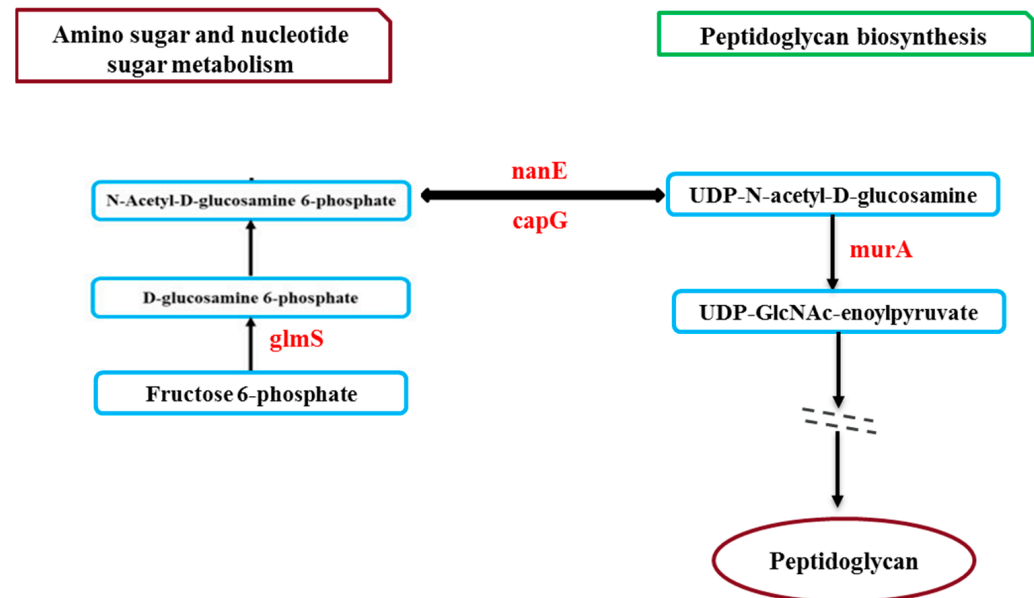 Amino sugar and nucleotide
sugar metabolism
Peptidoglycan biosynthesis
nanE
N-Acetyl-D-glucosamine 6-phosphate
UDP-N-acetyl-D-glucosamine
capG
murA
D-glucosamine 6-phosphate
UDP-GlcNAc-enoylpyruvate
glmS
Fructose 6-phosphate
Peptidoglycan